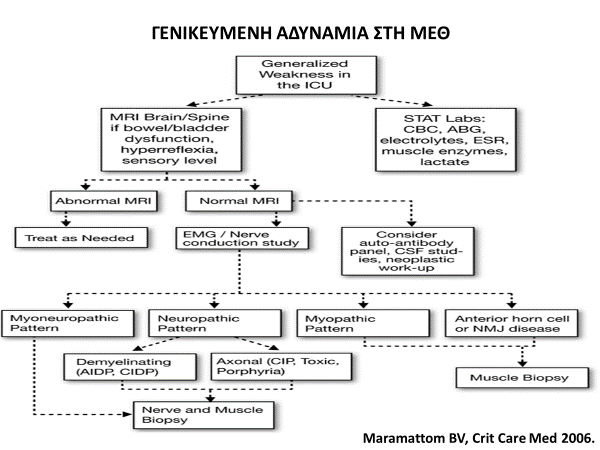 ΓΕΝΙΚΕΥΜΕΝΗ ΑΔΥΝΑΜΙΑ ΣΤΗ ΜΕΘ
Generalized
Weakness in
the ICU
MRI Brain/Spine
if bowel/bladder
dysfunction,
hyperreflexia,
sensory level
STAT Labs:
CBC, ABG,
electrolytes, ESR,
muscle enzymes,
lactate
Abnormal MRI
Normal MRI
Treat as Needed
EMG / Nerve
conduction study
Consider
auto-antibody
panel, CSF stud-
ies, neoplastic
work-up
Myoneuropathic
Pattern
Neuropathic
Pattern
Myopathic
Pattern
Anterior horn cell
or NMJ disease
Demyelinating
(AIDP, CIDP)
Axonal (CIP, Toxic,
Porphyria)
Muscle Biopsy
Nerve and Muscle
Biopsy
Maramattom BV, Crit Care Med 2006.